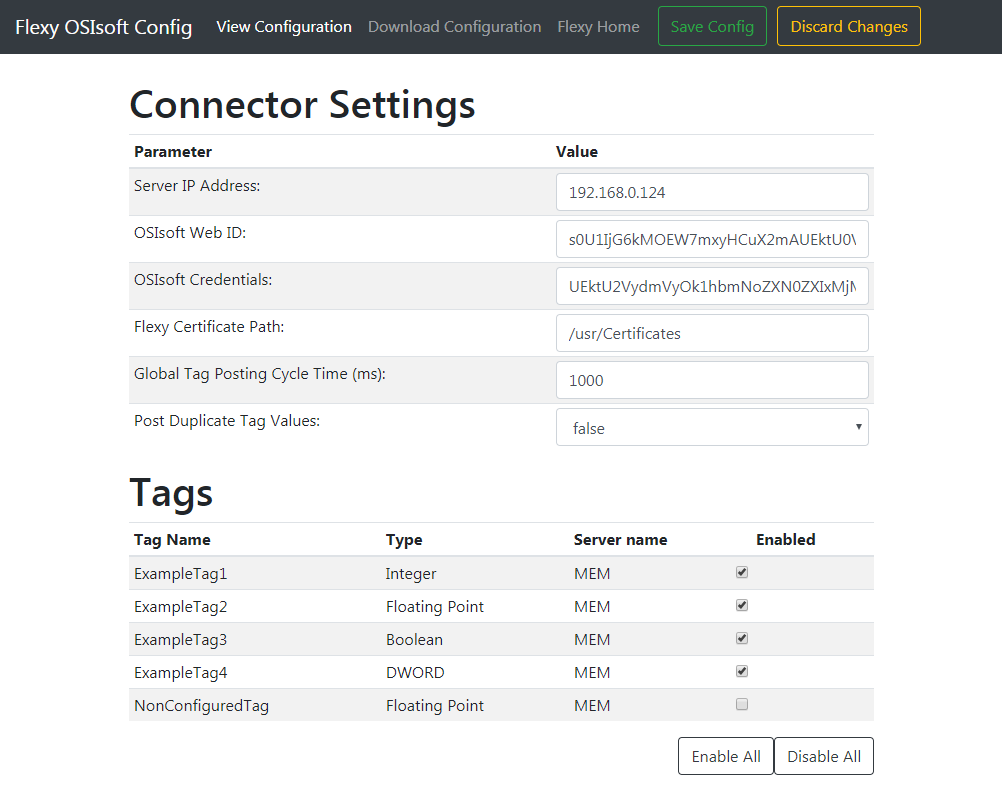 Flexy OSIsoft Config View Configuration Download Configuration Flexy Home Save Config Discard Changes
Connector Settings
Parameter Value
Server IP Address: 192.168.0.124
OSIsoft Web ID: s0U1IjG6kMOEW7mxyHCuX2mAUEktU0\
OSIsoft Credentials: UEktU2VydmVyOk1hbmNoZXN0ZXIxMjM
Flexy Certificate Path: /usr/Certificates
Global Tag Posting Cycle Time (ms): 1000
Post Duplicate Tag Values: false
Tags
Tag Name Type Server name Enabled
ExampleTag1 Integer MEM
ExampleTag2 Floating Point MEM
ExampleTag3 Boolean MEM
ExampleTag4 DWORD MEM
NonConfiguredTag Floating Point MEM
Enable All Disable All